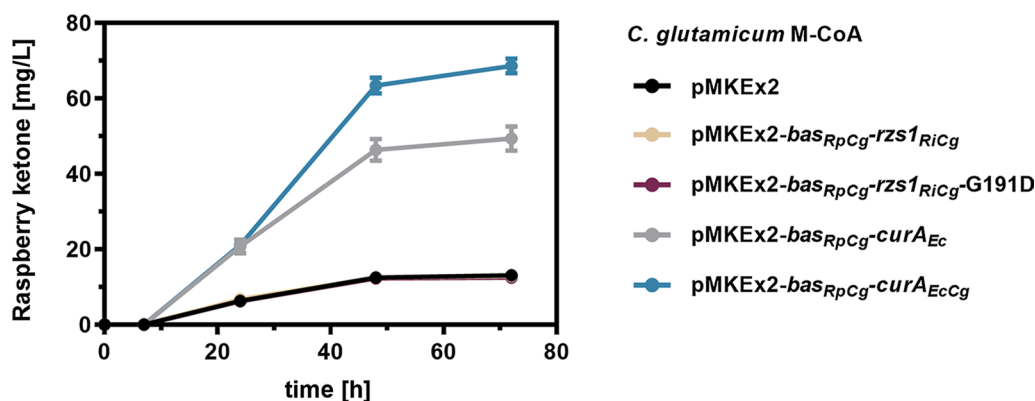 80
60
40
20
0
Raspberry ketone [mg/L]
0 20 40 60 80
time [h]
C. glutamicum M-CoA
pMKEx2
pMKEx2-basRpCg-rzs1RiCg
pMKEx2-basRpCg-rzs1RiCg-G191D
pMKEx2-basRpCg-curAEc
pMKEx2-basRpCg-curAEcCg